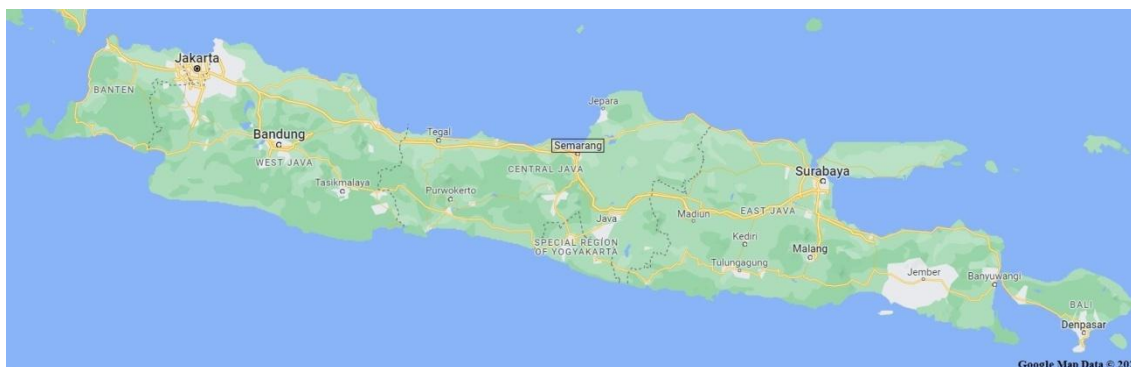 Jakarta
BANTEN
Bandung
WEST JAVA
Tasikmalaya
Tegal
Purwokerto
Jepara
Semarang
CENTRAL JAVA
Java
SPECIAL REGION
OF YOGYAKARTA
Surabaya
EAST JAVA
Madiun
Kediri
Malang
Tulungagung
Jember
Banyuwangi
BALI
Denpasar
Google Map Data ©